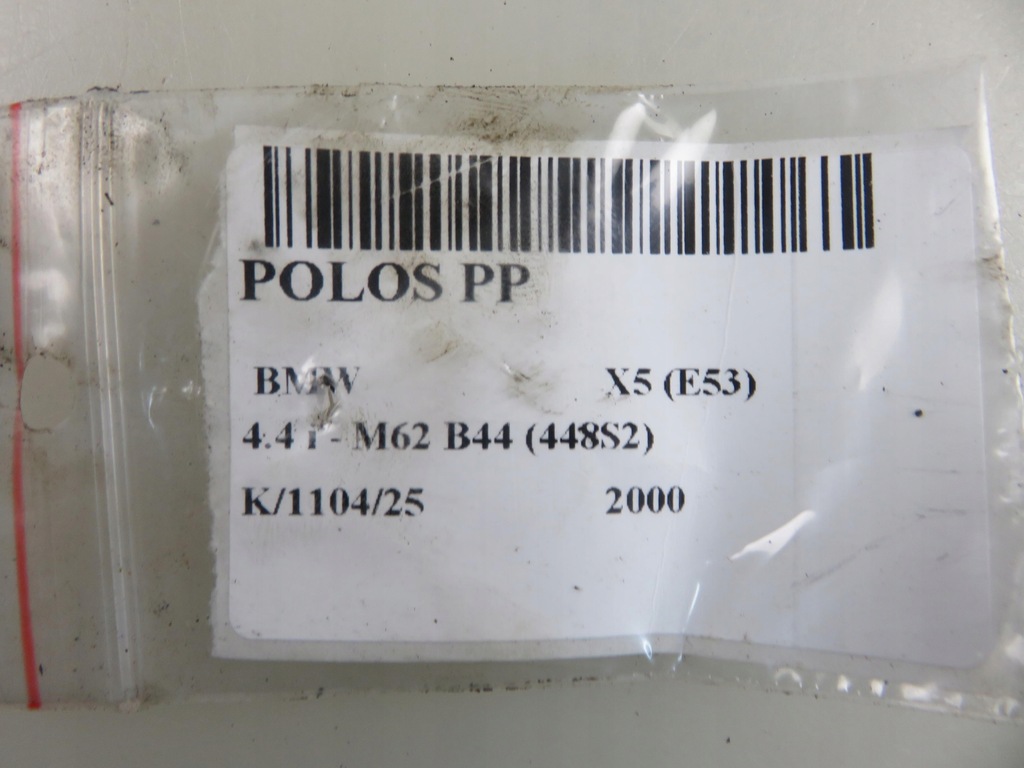 POLOS PP
BMW X5 (E53)
4.4 i - M62 B44 (448S2)
K/1104/25 2000